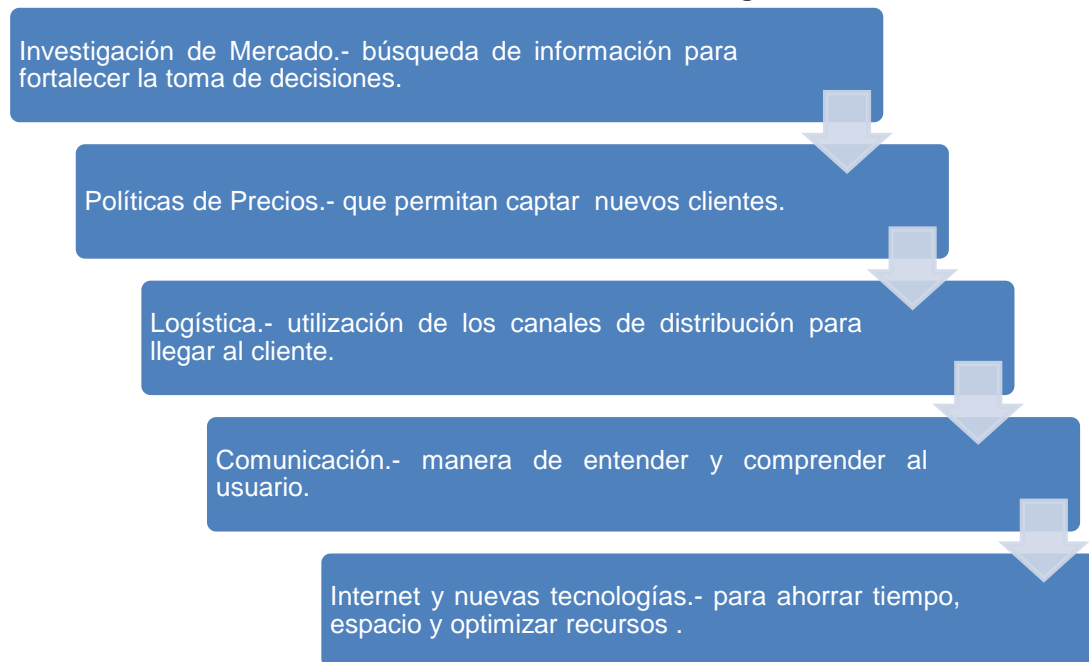 Investigación de Mercado.- búsqueda de información para
fortalecer la toma de decisiones.
Políticas de Precios.- que permitan captar nuevos clientes.
Logística.- utilización de los canales de distribución para
llegar al cliente.
Comunicación.- manera de entender y comprender al
usuario.
Internet y nuevas tecnologías.- para ahorrar tiempo,
espacio y optimizar recursos .